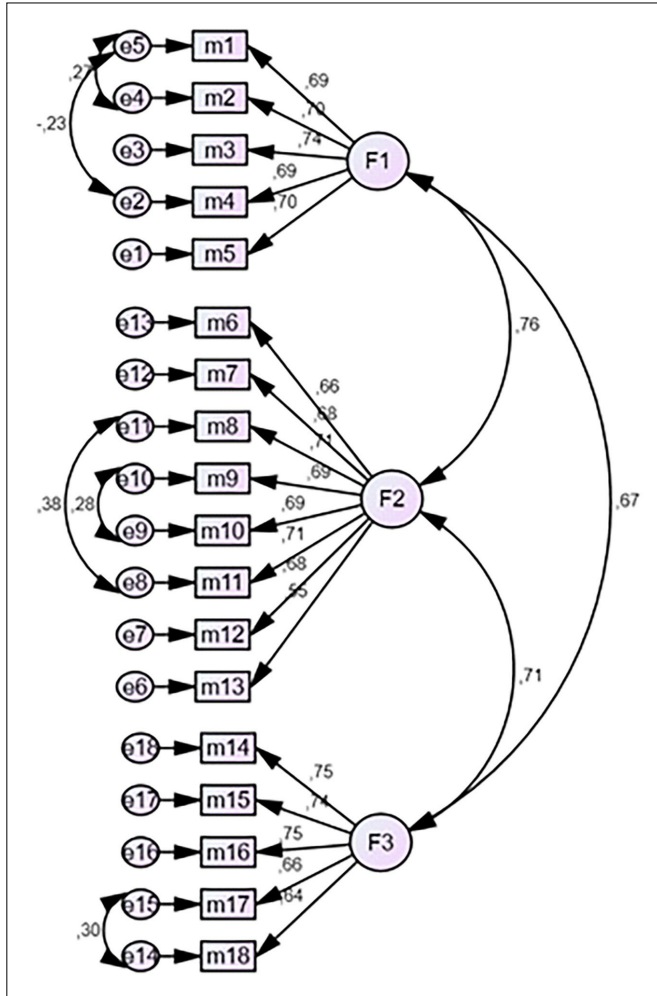 e5 m1
,69
,27
e4 m2
,70
-,23
e3 m3
,74
F1
e2 m4
,69
,70
e1 m5
e13 m6
,76
e12 m7
,66
,68
e11 m8
,71
e10 m9
,69
F2
,38 ,28
,67
e9 m10
,69
,71
e8 m11
,68
,55
e7 m12
e6 m13
,71
e18 m14
,75
e17 m15
,74
F3
e16 m16
,75
,66
e15 m17
,64
,30
e14 m18